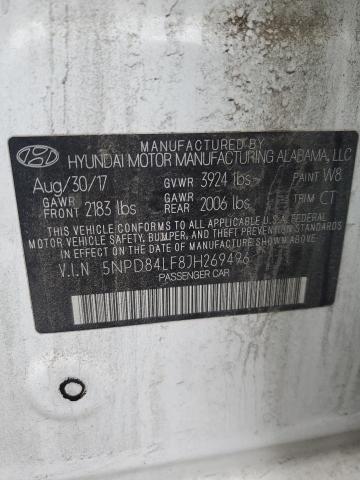 MANUFACTURED BY
HYUNDAI MOTOR MANUFACTURING ALABAMA, LLC
Aug/30/17 GVWR 3924 lbs PAINT W8
GAWR FRONT 2183 lbs GAWR REAR 2006 lbs TRIM CT
THIS VEHICLE CONFORMS TO ALL APPLICABLE U.S. FEDERAL
MOTOR VEHICLE SAFETY, BUMPER, AND THEFT PREVENTION
STANDARDS IN EFFECT ON THE DATE OF MANUFACTURE SHOWN ABOVE.
V.I.N 5NPD84LF8JH269496
PASSENGER CAR